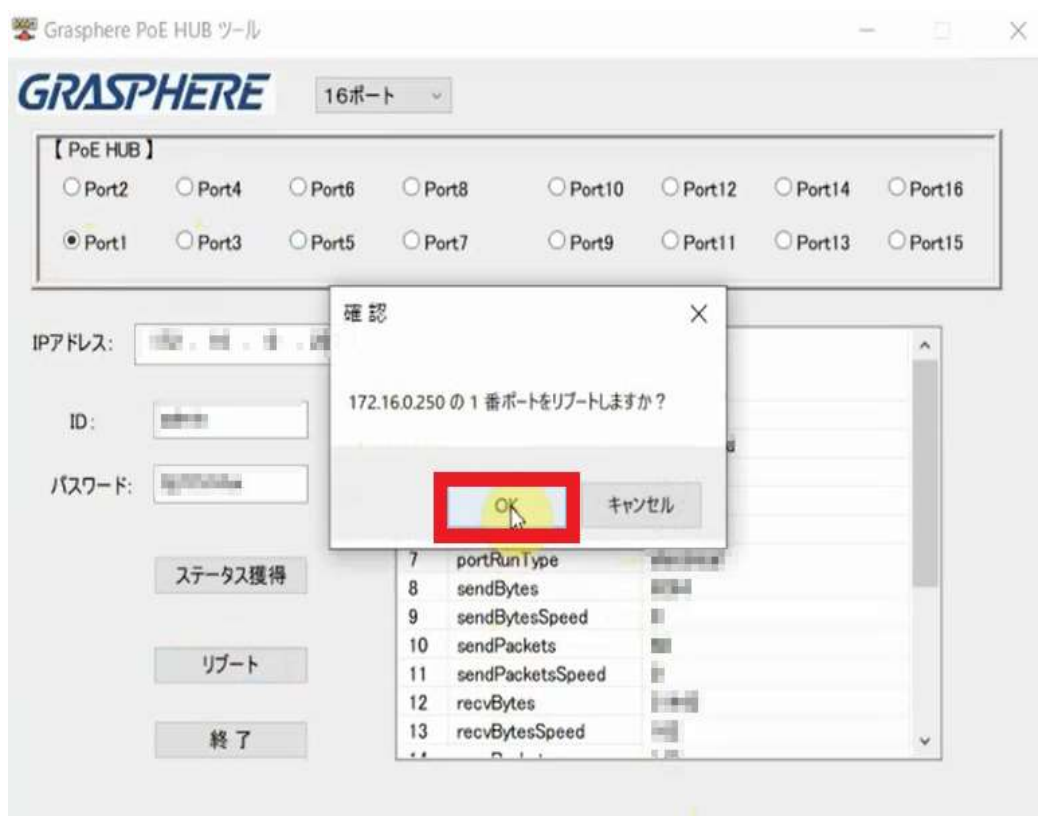 Grasphere PoE HUB ツール
GRASPHERE
16ポート
【 PoE HUB 】
Port2 Port4 Port6 Port8 Port10 Port12 Port14 Port16
Port1 Port3 Port5 Port7 Port9 Port11 Port13 Port15
確認
IPアドレス:
172.16.0.250 の 1 番ポートをリブートしますか？
ID:
パスワード:
OK キャンセル
ステータス獲得
リブート
終了
7 portRunType
8 sendBytes
9 sendBytesSpeed
10 sendPackets
11 sendPacketsSpeed
12 recvBytes
13 recvBytesSpeed